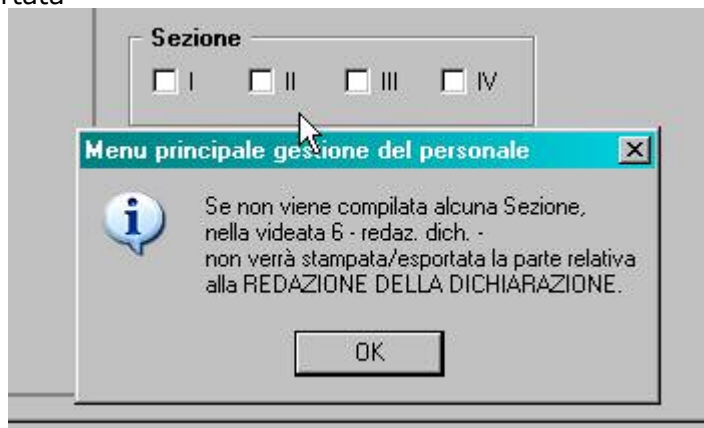 Sezione
I II III IV
Menu principale gestione del personale
Se non viene compilata alcuna Sezione,
nella videata 6 - redaz. dich. -
non verrà stampata/esportata la parte relativa
alla REDAZIONE DELLA DICHIARAZIONE.
OK